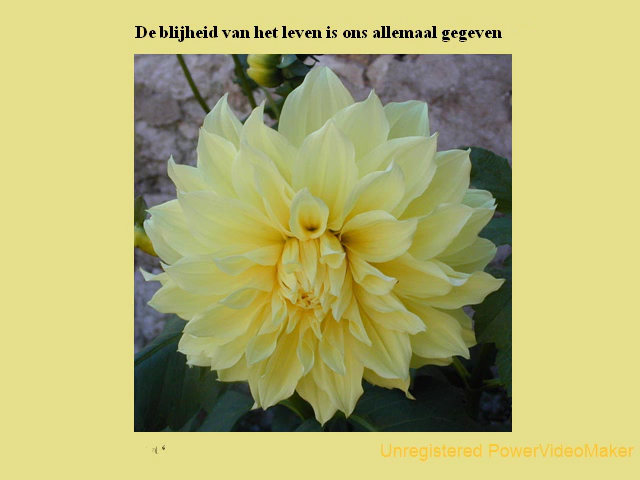 De blijheid van het leven is ons allemaal gegeven
Unregistered PowerVideoMaker